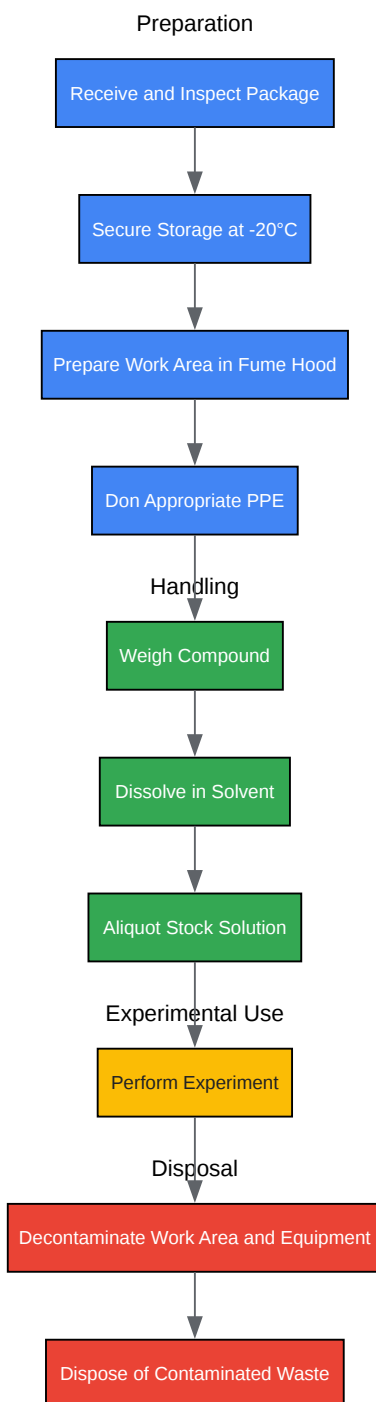 Preparation
Receive and Inspect Package
Secure Storage at -20°C
Prepare Work Area in Fume Hood
Don Appropriate PPE
Handling
Weigh Compound
Dissolve in Solvent
Aliquot Stock Solution
Experimental Use
Perform Experiment
Disposal
Decontaminate Work Area and Equipment
Dispose of Contaminated Waste